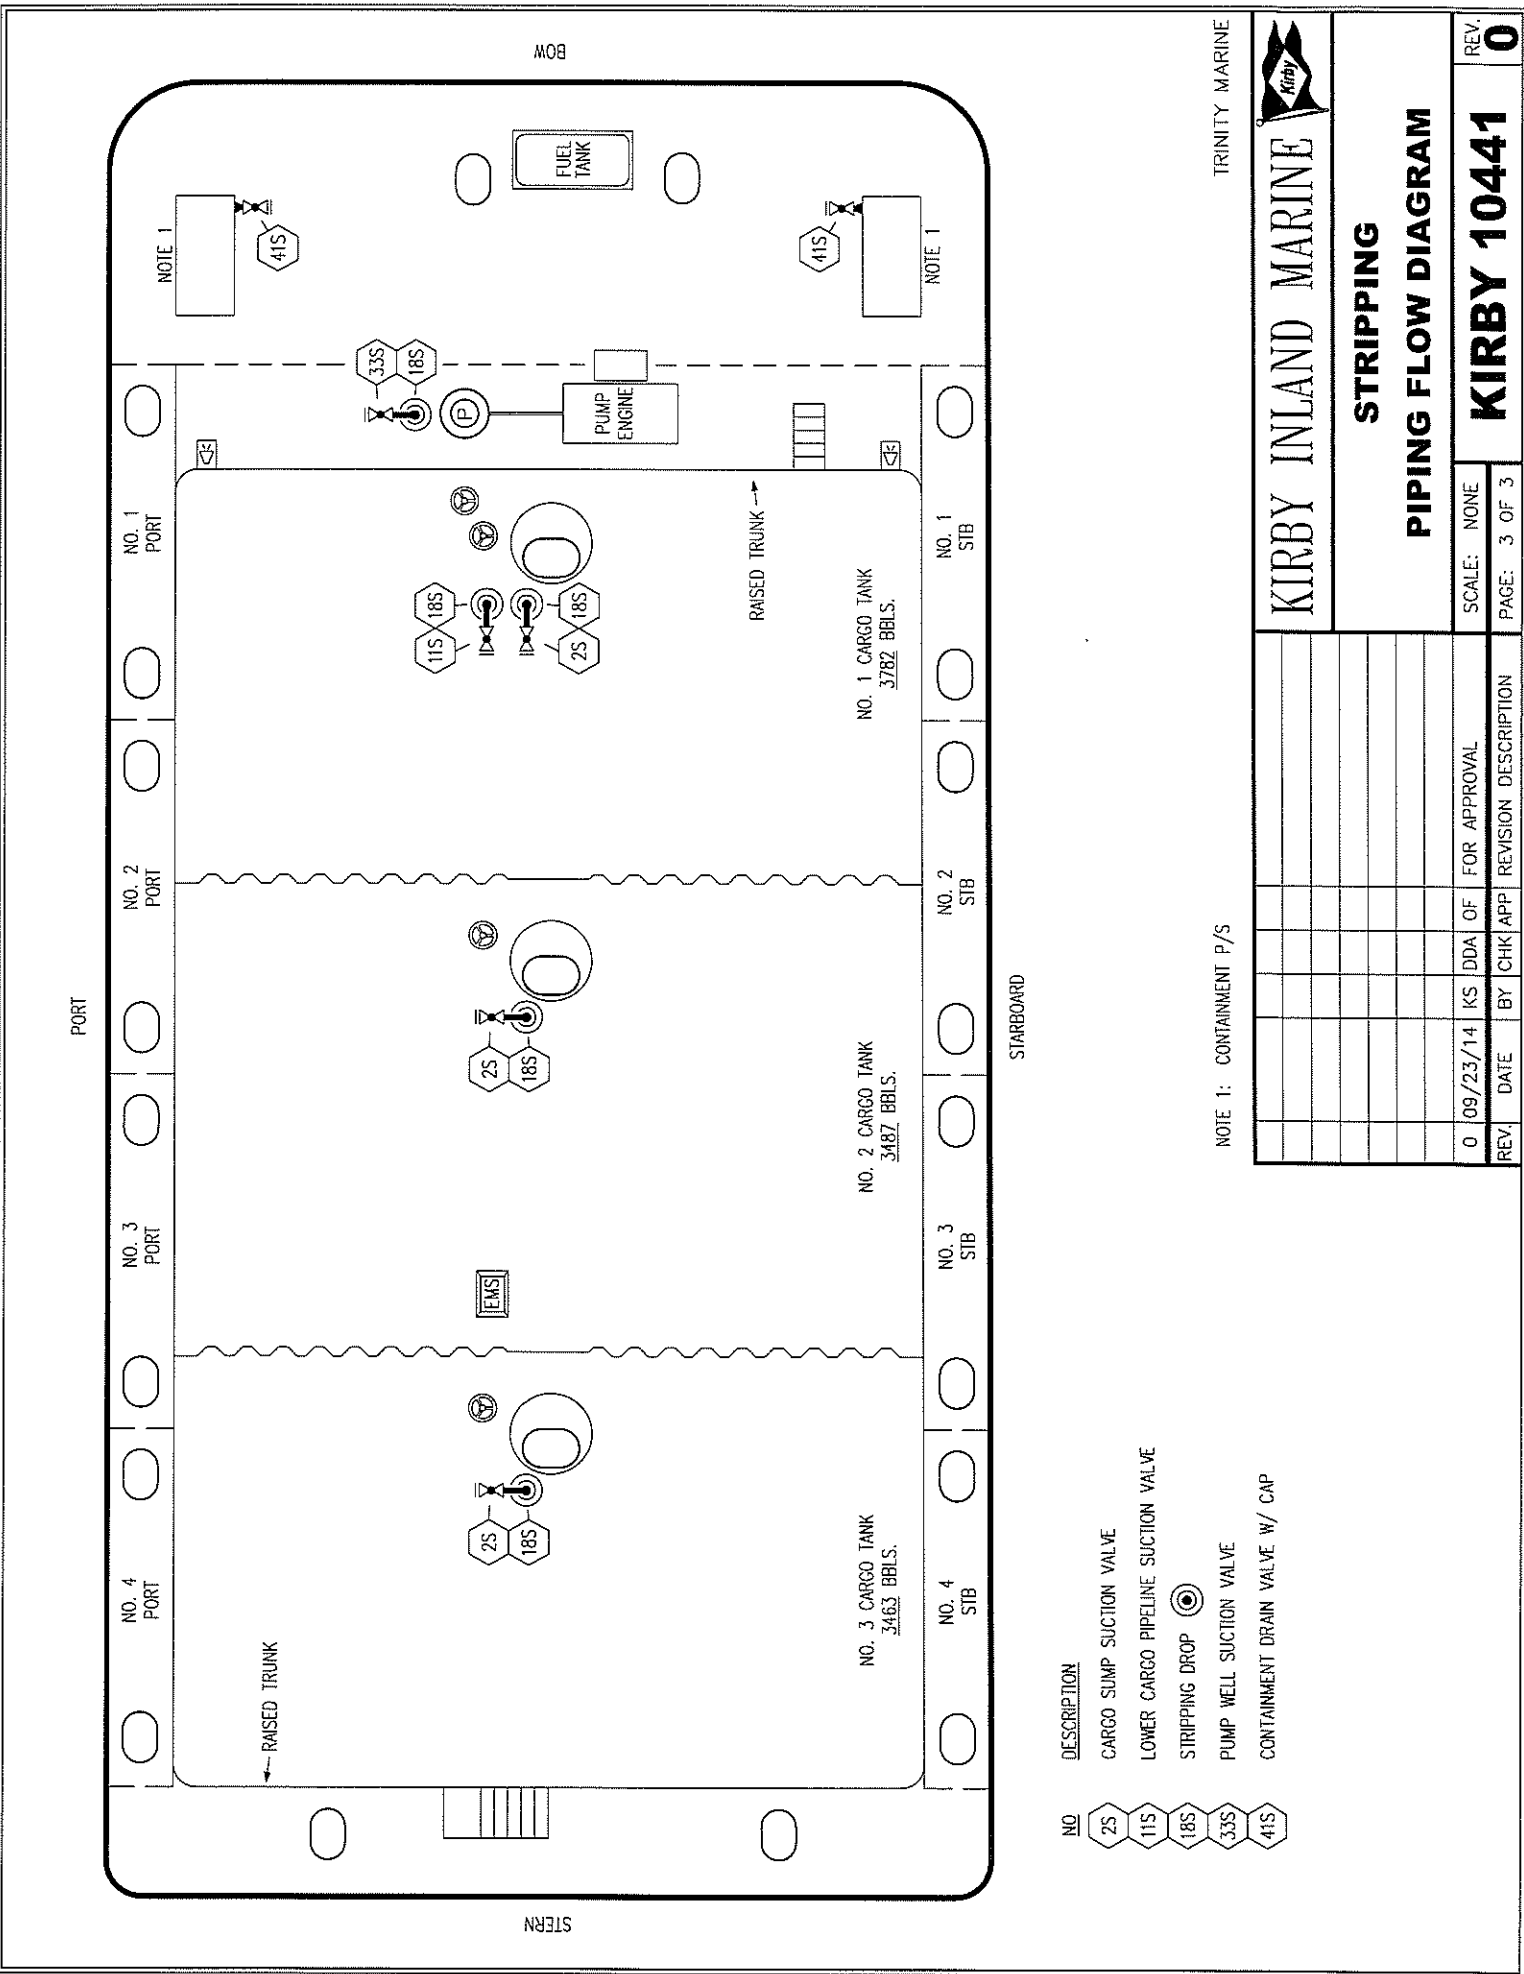 PORT
STERN
BOW
STARBOARD
RAISED TRUNK
NO. 4
PORT
NO. 3
PORT
NO. 2
PORT
NO. 1
PORT
NOTE 1
41S
33S
18S
P
PUMP
ENGINE
FUEL
TANK
2S
18S
EMS
2S
18S
11S
18S
2S
18S
RAISED TRUNK
41S
NOTE 1
NO. 3 CARGO TANK
3463 BBLS.
NO. 2 CARGO TANK
3487 BBLS.
NO. 1 CARGO TANK
3782 BBLS.
NO. 4
STB
NO. 3
STB
NO. 2
STB
NO. 1
STB
NO DESCRIPTION
2S CARGO SUMP SUCTION VALVE
11S LOWER CARGO PIPELINE SUCTION VALVE
18S STRIPPING DROP
33S PUMP WELL SUCTION VALVE
41S CONTAINMENT DRAIN VALVE W/ CAP
NOTE 1: CONTAINMENT P/S
TRINITY MARINE
KIRBY INLAND MARINE
Kirby
STRIPPING
PIPING FLOW DIAGRAM
0 09/23/14 KS DDA OF FOR APPROVAL
REV. DATE BY CHK APP REVISION DESCRIPTION
SCALE: NONE
PAGE: 3 OF 3
KIRBY 10441
REV.
0